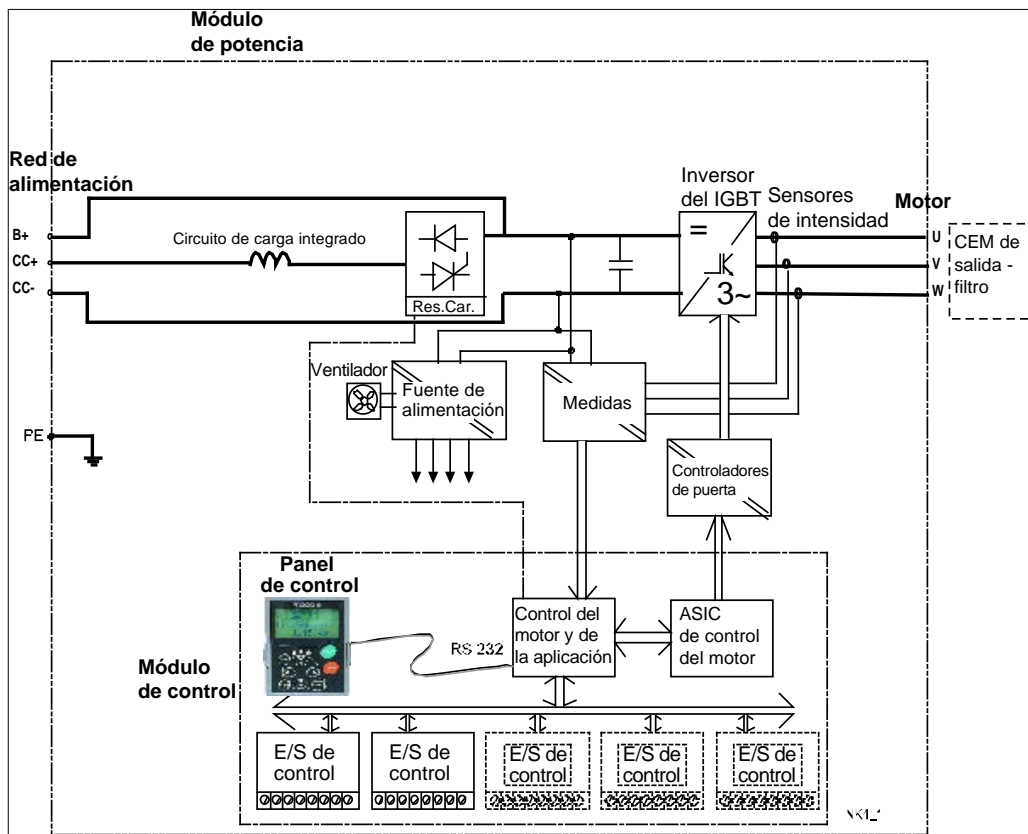 Módulo
de potencia
Red de
alimentación
Inversor
del IGBT
Sensores
de intensidad
Motor
B+
CC+
CC-
Circuito de carga integrado
Res.Car.
=
3~
U
V
W
CEM de
salida -
filtro
Ventilador
Fuente de
alimentación
Medidas
PE
Controladores
de puerta
Panel
de control
Módulo
de control
RS 232
Control del
motor y de
la aplicación
ASIC
de control
del motor
E/S de
control
E/S de
control
E/S de
control
E/S de
control
E/S de
control